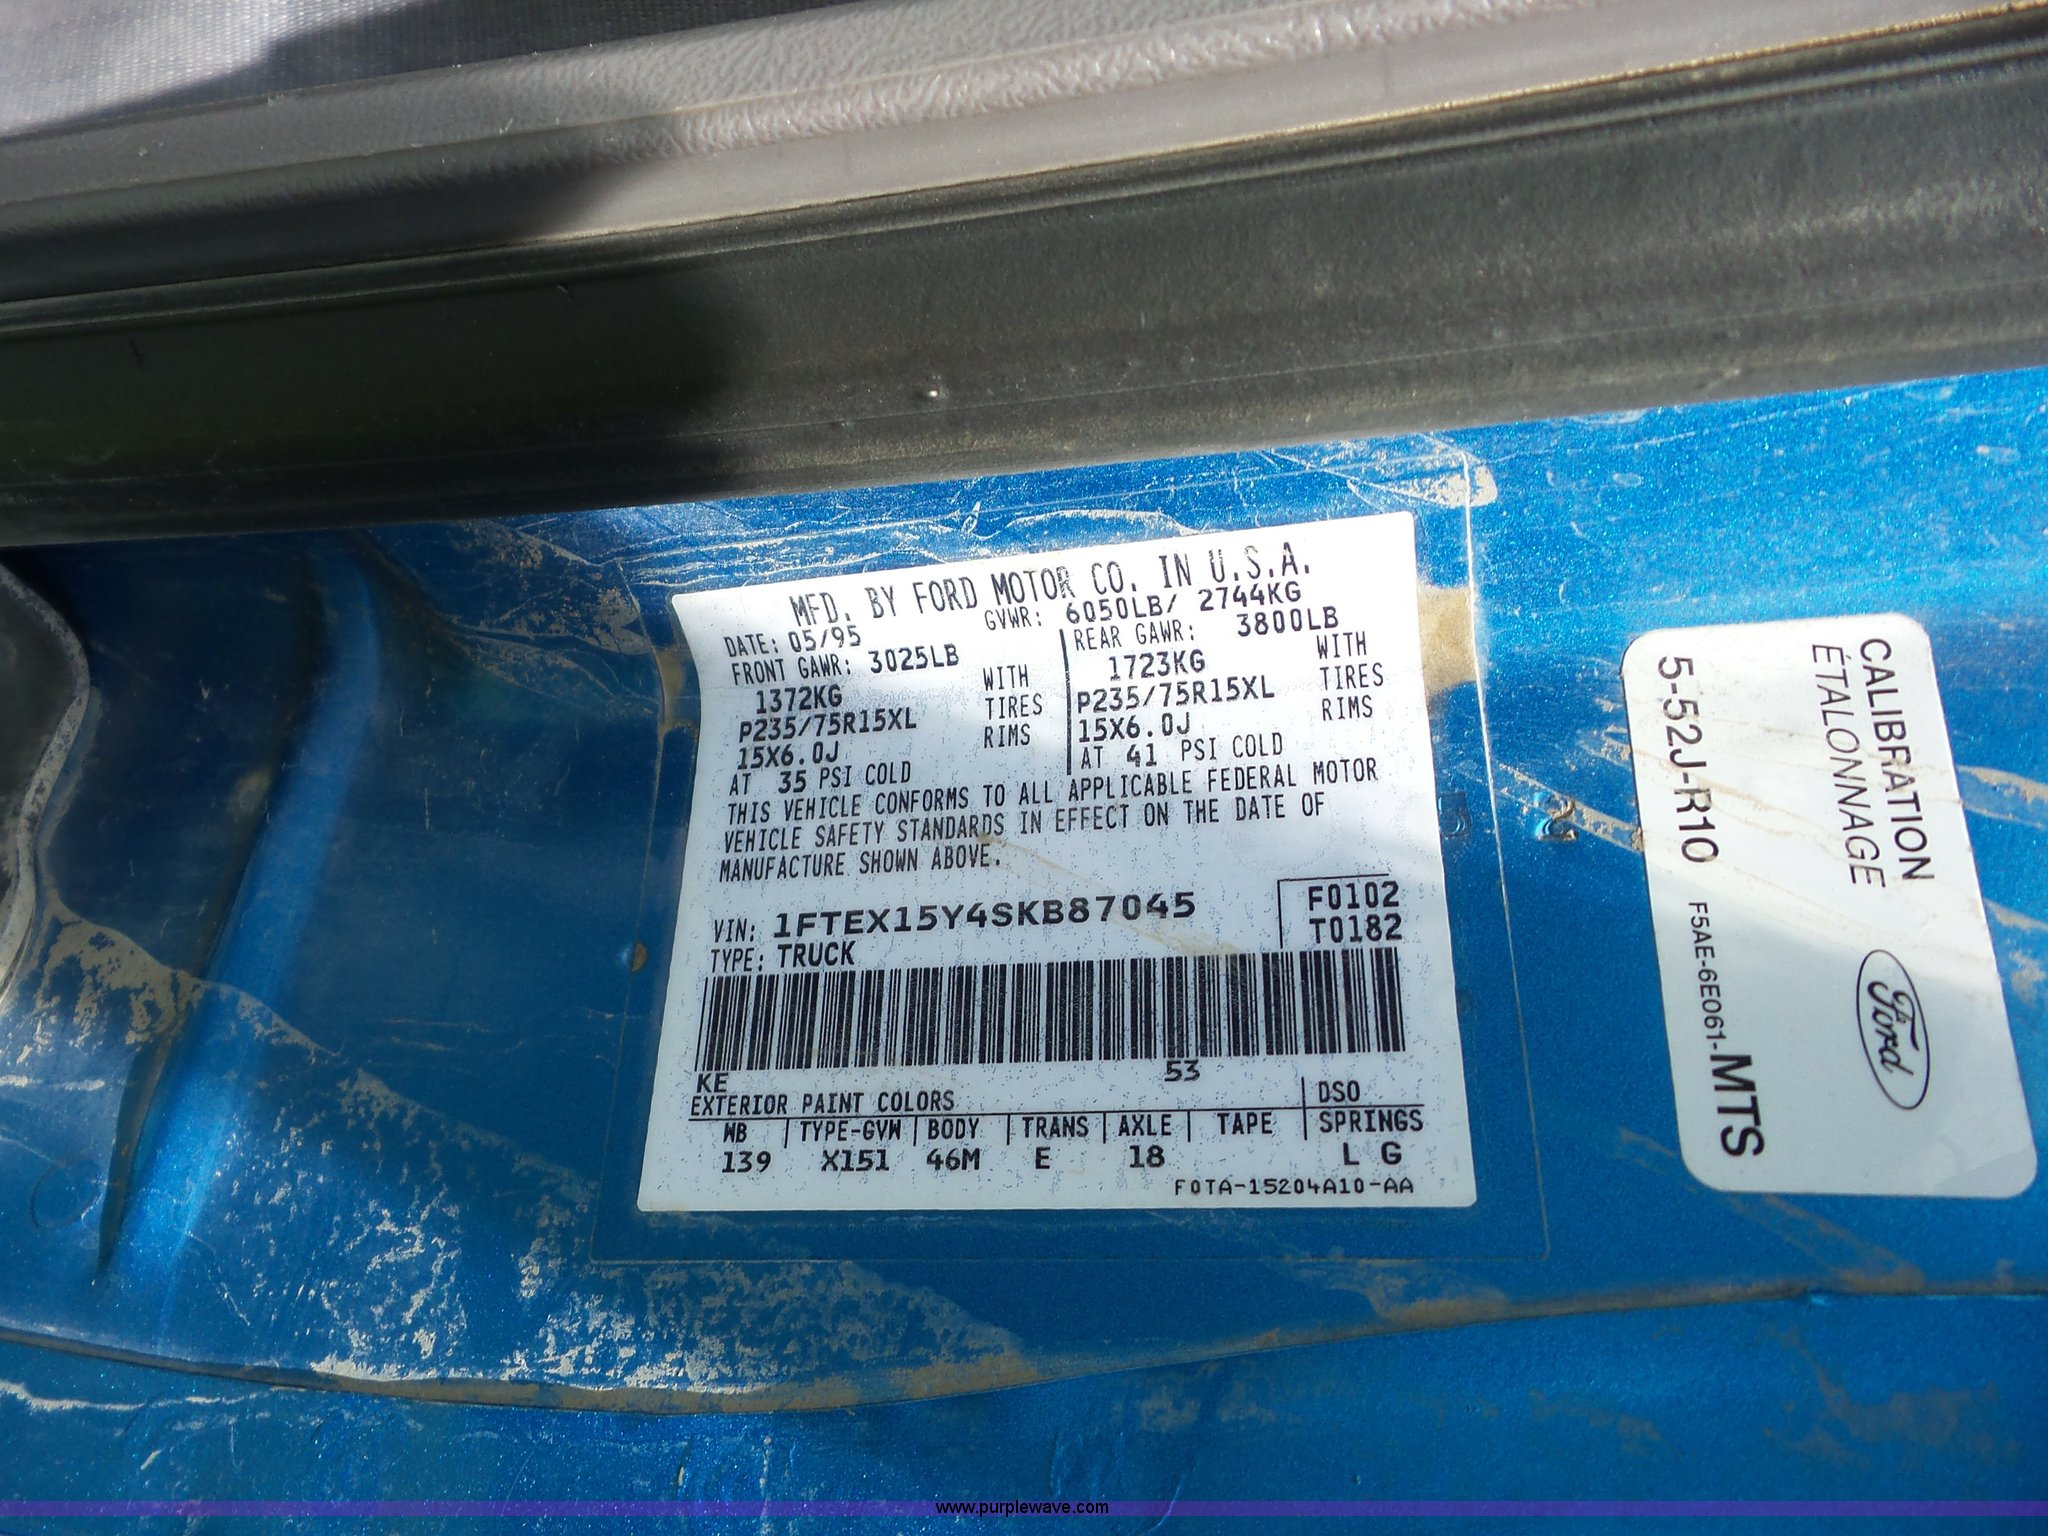 MFD. BY FORD MOTOR CO. IN U.S.A.
DATE: 05/95 GVWR: 6050LB/ 2744KG
FRONT GAWR: 3025LB
1372KG WITH
P235/75R15XL TIRES
15X6.0J RIMS
AT 35 PSI COLD
REAR GAWR: 3800LB
1723KG WITH
P235/75R15XL TIRES
15X6.0J RIMS
AT 41 PSI COLD
THIS VEHICLE CONFORMS TO ALL APPLICABLE FEDERAL MOTOR
VEHICLE SAFETY STANDARDS IN EFFECT ON THE DATE OF
MANUFACTURE SHOWN ABOVE.
VIN: 1FTEX15Y4SKB87045 F0102
TYPE: TRUCK T0182
KE 53
EXTERIOR PAINT COLORS DSO
WB TYPE-GVW BODY TRANS AXLE TAPE SPRINGS
139 X151 46M E 18 L G
F0TA-15204A10-AA
CALIBRATION
ÉTALONNAGE
Ford
5-52J-R10 F5AE-6E061-MTS
www.purplewave.com